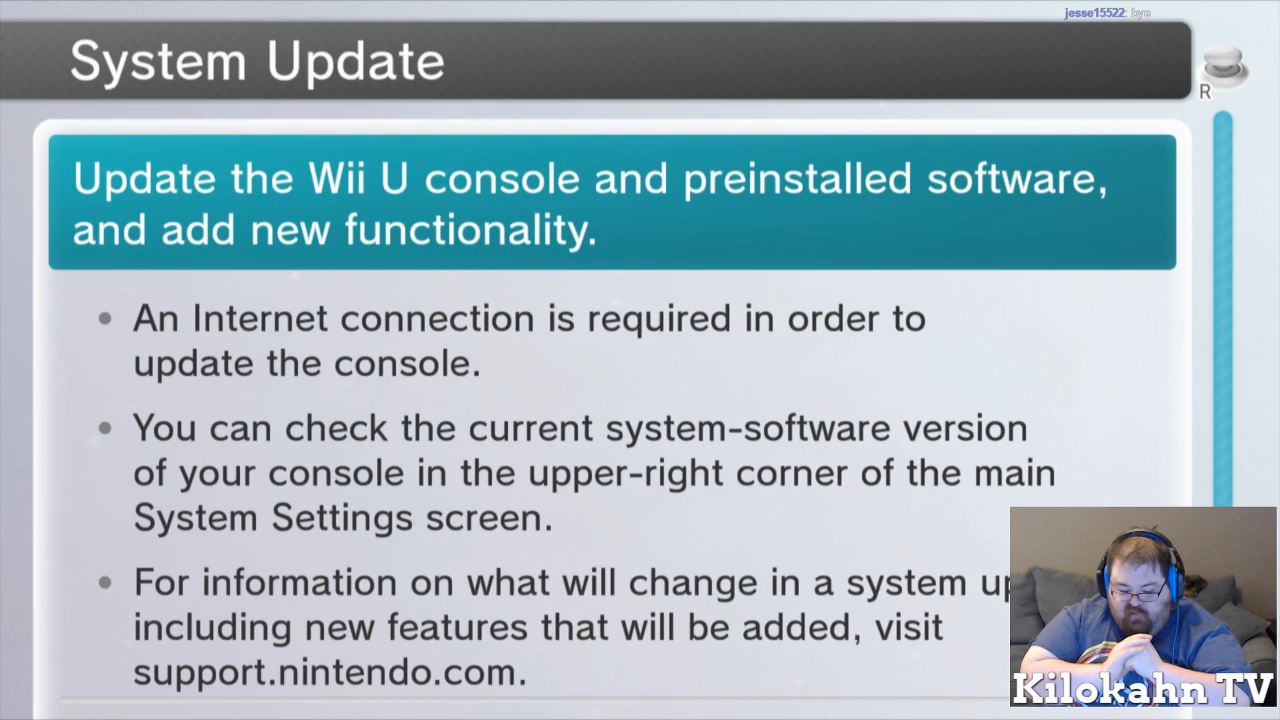 jesse15522: bye
System Update
R
Update the Wii U console and preinstalled software,
and add new functionality.
• An Internet connection is required in order to
update the console.
• You can check the current system-software version
of your console in the upper-right corner of the main
System Settings screen.
• For information on what will change in a system up
including new features that will be added, visit
support.nintendo.com.
Kilokahn TV